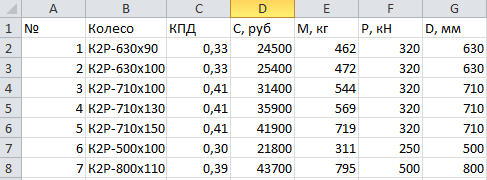 A B C D E F G
1 № Колесо КПД C, руб М, кг P, кН D, мм
2 1 К2Р-630х90 0,33 24500 462 320 630
3 2 К2Р-630х100 0,33 25400 472 320 630
4 3 К2Р-710х100 0,41 31400 544 320 710
5 4 К2Р-710х130 0,41 35900 569 320 710
6 5 К2Р-710х150 0,41 41900 719 320 710
7 6 К2Р-500х100 0,30 21800 311 250 500
8 7 К2Р-800х110 0,39 43700 795 500 800